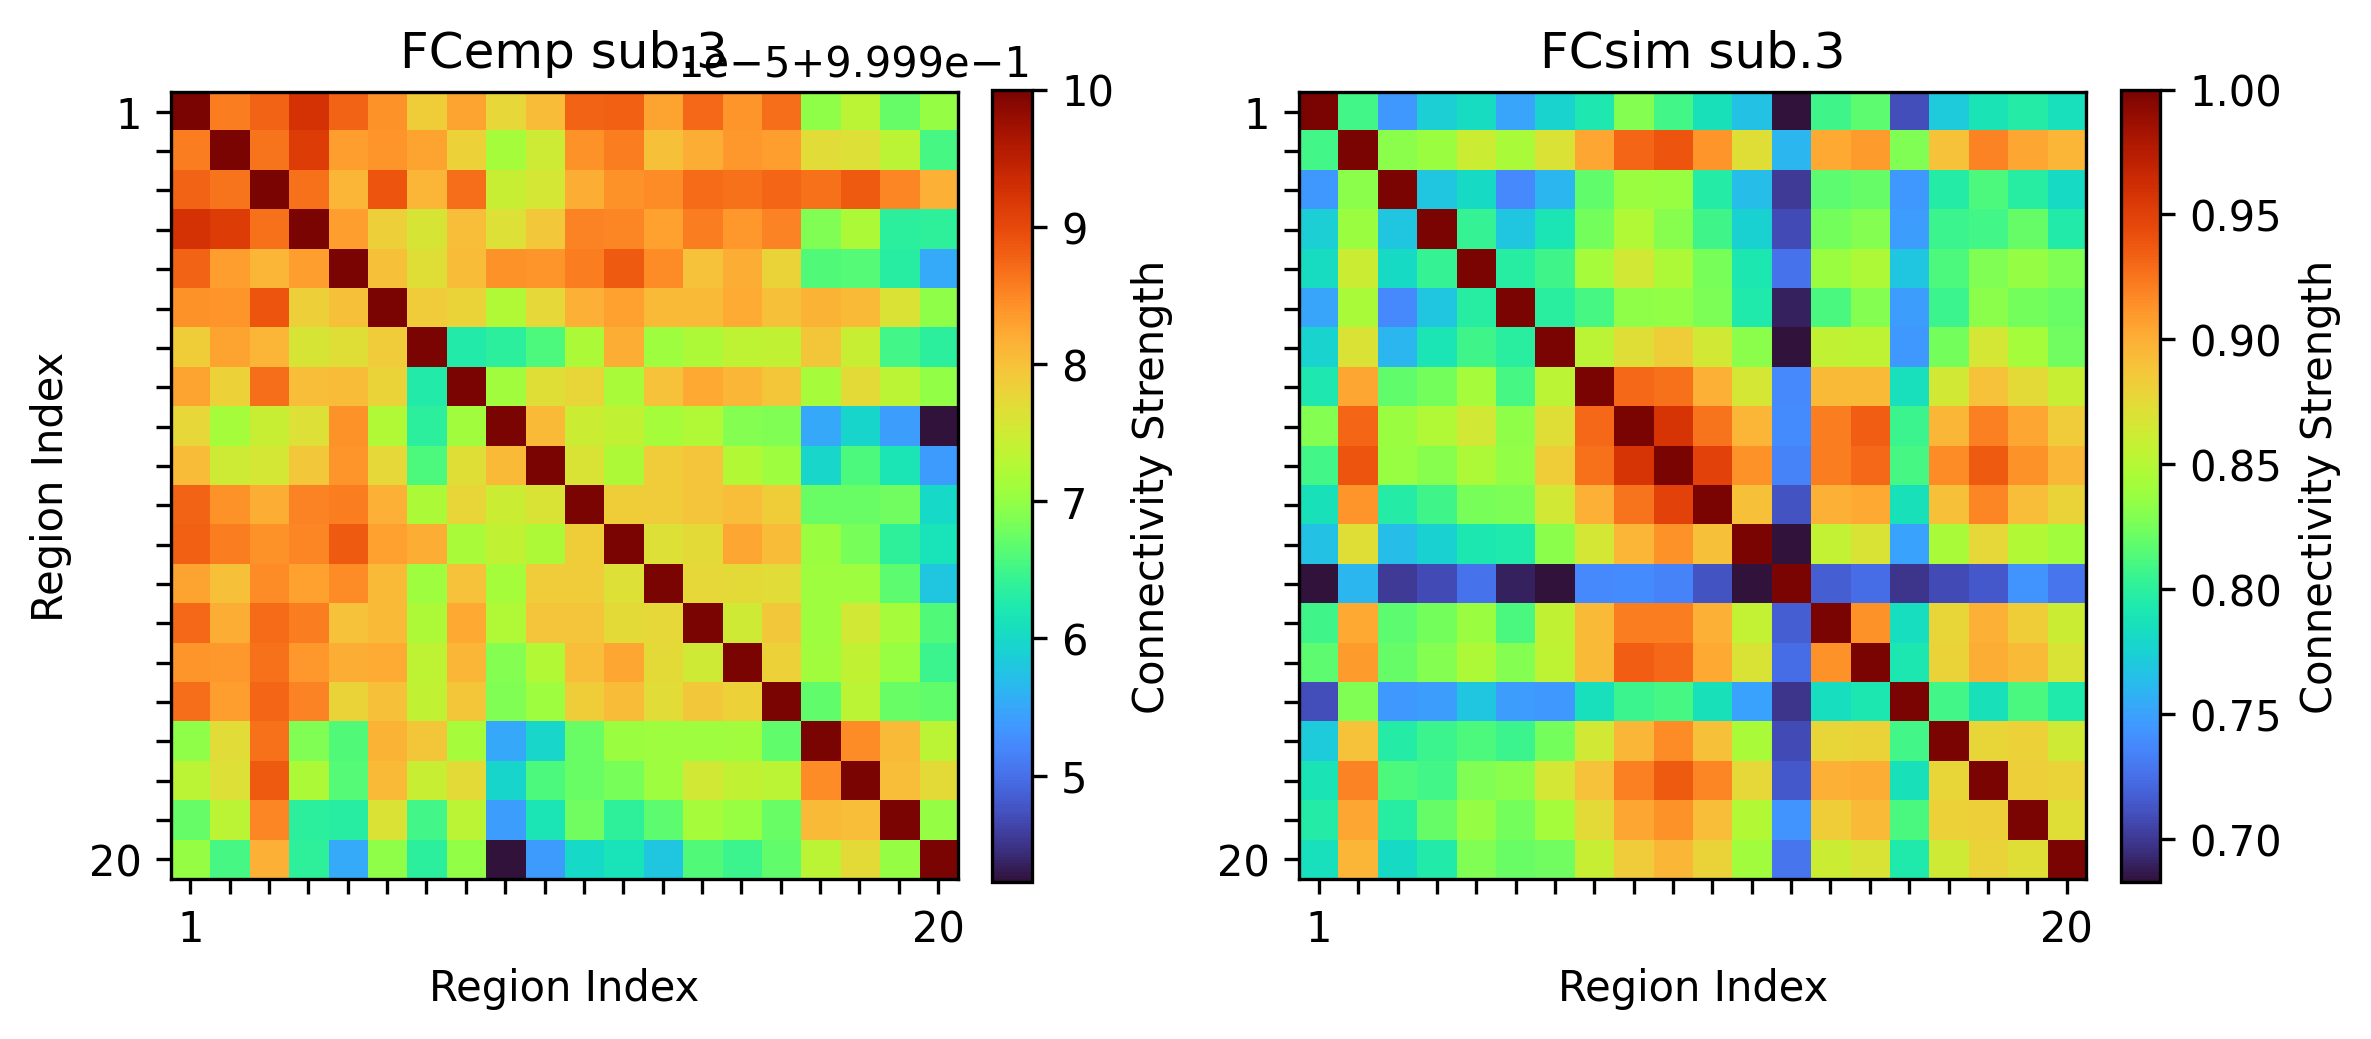 FCemp sub.3
1e−5+9.999e−1
1
20
1
20
Region Index
Region Index
10
9
8
7
6
5
Connectivity Strength
FCsim sub.3
1
20
1
20
Region Index
1.00
0.95
0.90
0.85
0.80
0.75
0.70
Connectivity Strength